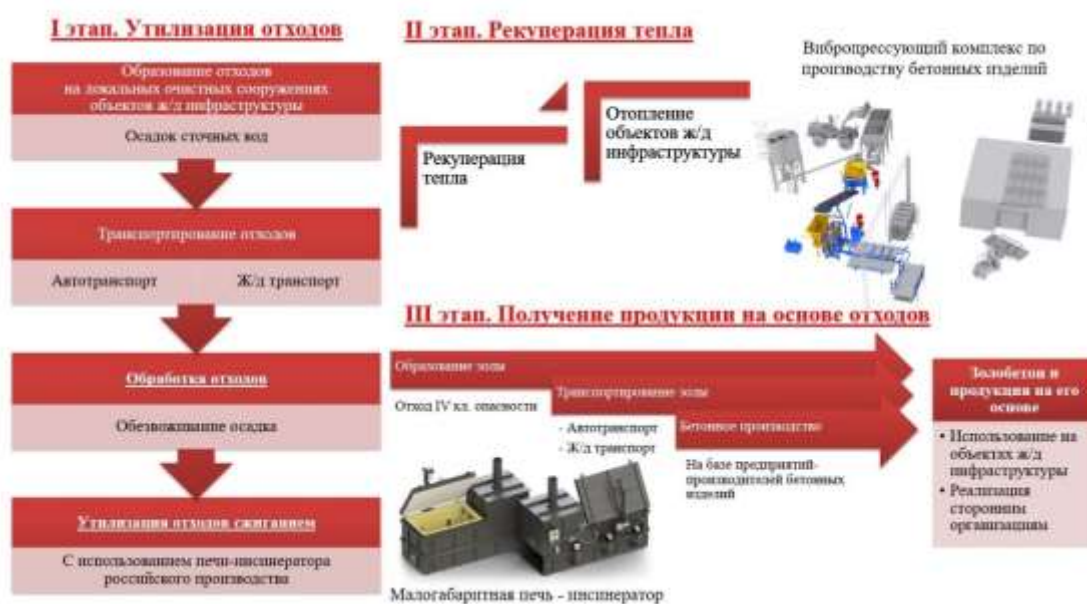 I этап. Утилизация отходов
Образование отходов
на локальных очистных сооружениях
объектов ж/д инфраструктуры
Осадок сточных вод
Транспортирование отходов
Автотранспорт Ж/д транспорт
Обработка отходов
Обезвоживание осадка
Утилизация отходов сжиганием
С использованием печи-инсинератора
российского производства
II этап. Рекуперация тепла
Рекуперация
тепла
Отопление
объектов ж/д
инфраструктуры
Вибропрессующий комплекс по
производству бетонных изделий
III этап. Получение продукции на основе отходов
Образование золы
Отход IV кл. опасности
Транспортирование золы
- Автотранспорт
- Ж/д транспорт
Бетонное производство
На базе предприятий-
производителей бетонных
изделий
Золобетон и
продукция на его
основе
• Использование на
объектах ж/д
инфраструктуры
• Реализация
сторонним
организациям
Малогабаритная печь - инсинератор